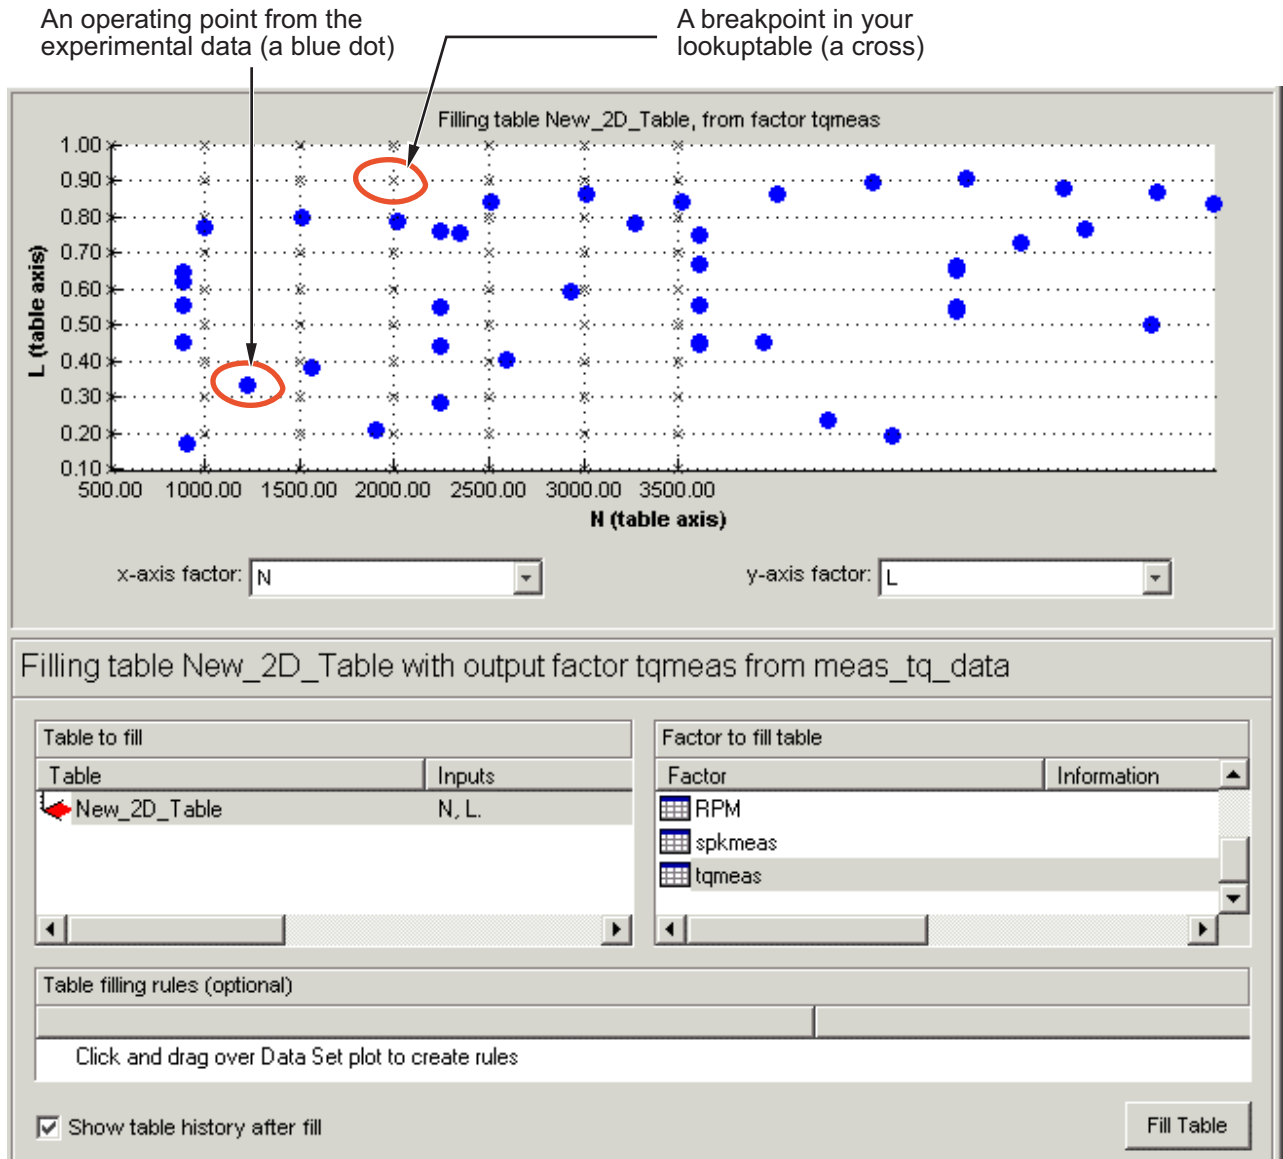 An operating point from the
experimental data (a blue dot)
A breakpoint in your
lookuptable (a cross)
Filling table New_2D_Table, from factor tqmeas
1.00
0.90
0.80
0.70
0.60
0.50
0.40
0.30
0.20
0.10
L (table axis)
500.00 1000.00 1500.00 2000.00 2500.00 3000.00 3500.00
N (table axis)
x-axis factor: N
y-axis factor: L
Filling table New_2D_Table with output factor tqmeas from meas_tq_data
Table to fill
Table Inputs
New_2D_Table N, L.
Factor to fill table
Factor Information
RPM
spkmeas
tqmeas
Table filling rules (optional)
Click and drag over Data Set plot to create rules
Show table history after fill
Fill Table